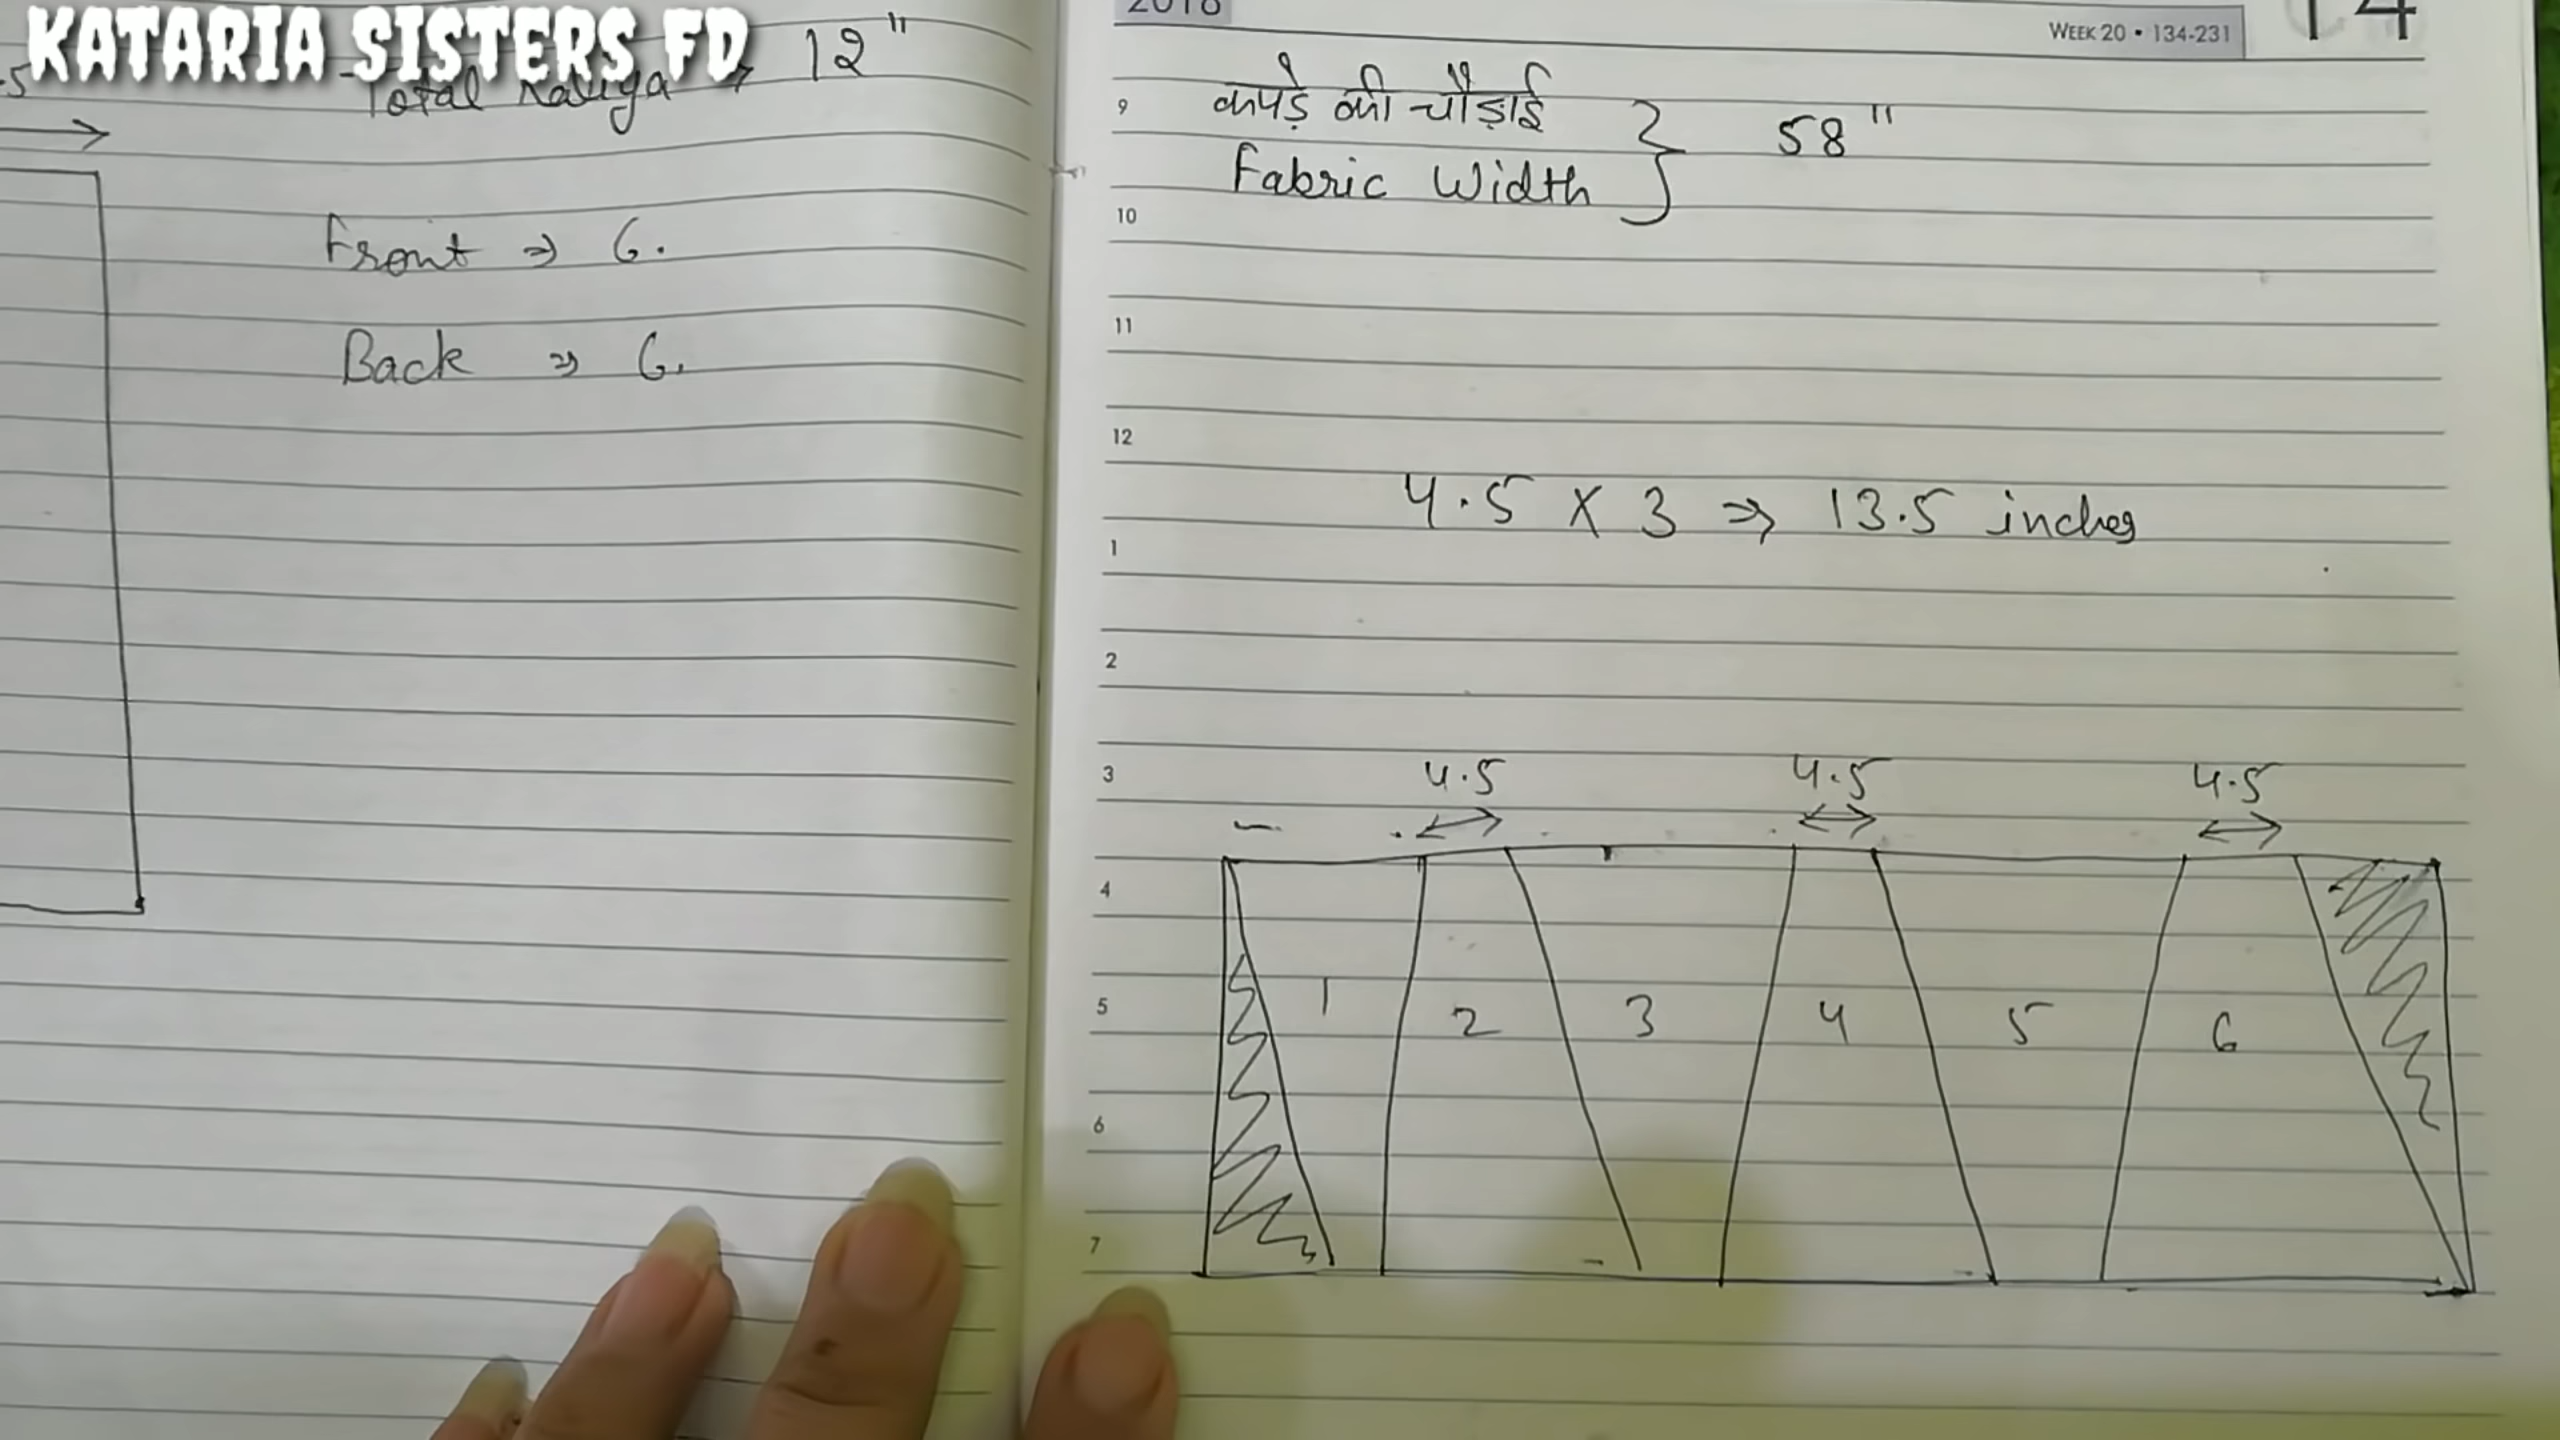 KATARIA SISTERS FD
Total Kaliya → 12"
Front ⇒ 6.
Back ⇒ 6.
WEEK 20 • 134-231
14
9
कपड़े की चौड़ाई } 58"
Fabric Width
10
11
12
4.5 X 3 ⇒ 13.5 inches
1
2
3
4.5 4.5 4.5
4
5
1 2 3 4 5 6
6
7